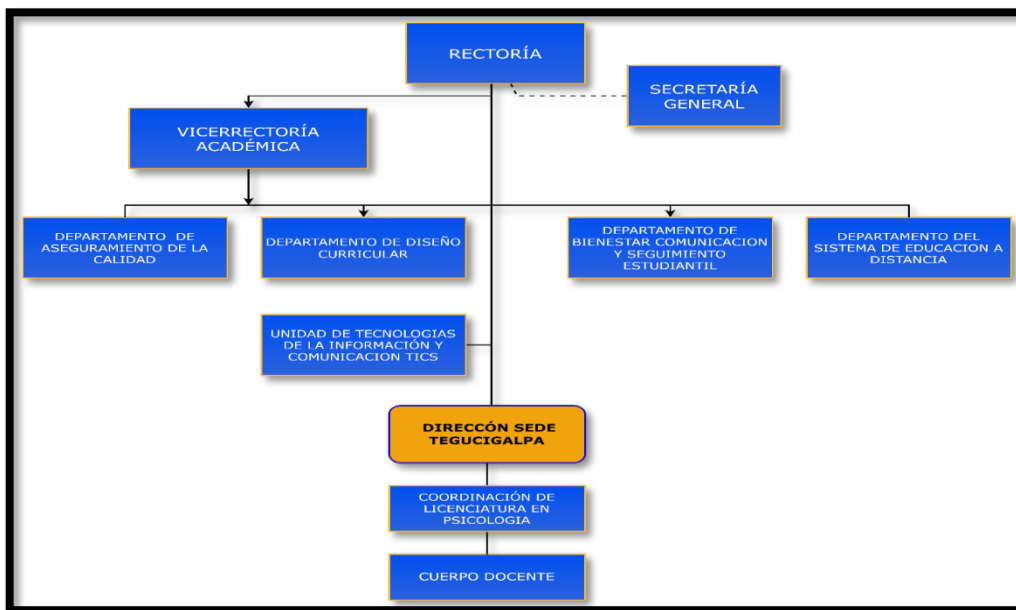 RECTORÍA
SECRETARÍA
GENERAL
VICERRECTORÍA
ACADÉMICA
DEPARTAMENTO DE
ASEGURAMIENTO DE LA
CALIDAD
DEPARTAMENTO DE DISEÑO
CURRICULAR
DEPARTAMENTO DE
BIENESTAR COMUNICACION
Y SEGUIMIENTO
ESTUDIANTIL
DEPARTAMENTO DEL
SISTEMA DE EDUCACION A
DISTANCIA
UNIDAD DE TECNOLOGIAS
DE LA INFORMACIÓN Y
COMUNICACION TICS
DIRECCÓN SEDE
TEGUCIGALPA
COORDINACIÓN DE
LICENCIATURA EN
PSICOLOGIA
CUERPO DOCENTE